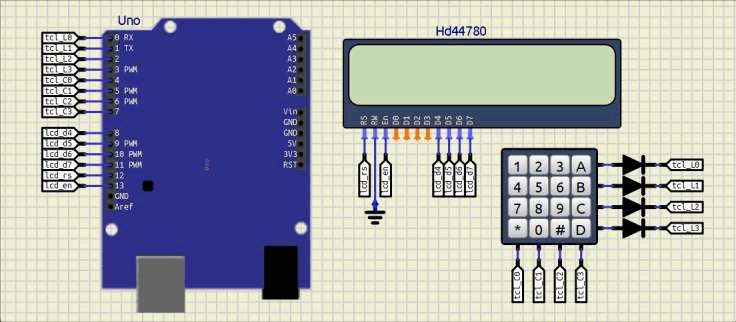 Uno
Hd44780
tcl_L0 0 RX A5
tcl_L1 1 TX A4
tcl_L2 2 A3
tcl_L3 3 PWM A2
tcl_C0 4 A1
tcl_C1 5 PWM A0
tcl_C2 6 PWM
tcl_C3 7 Vin
GND
lcd_d4 8 GND
lcd_d5 9 PWM 5V
lcd_d6 10 PWM 3V3
lcd_d7 11 PWM RST
lcd_rs 12
lcd_en 13
GND
Aref
Uno
RS RW En D0 D1 D2 D3 D4 D5 D6 D7
lcd_rs lcd_en lcd_d4 lcd_d5 lcd_d6 lcd_d7
1 2 3 A tcl_L0
4 5 6 B tcl_L1
7 8 9 C tcl_L2
* 0 # D tcl_L3
tcl_C0 tcl_C1 tcl_C2 tcl_C3